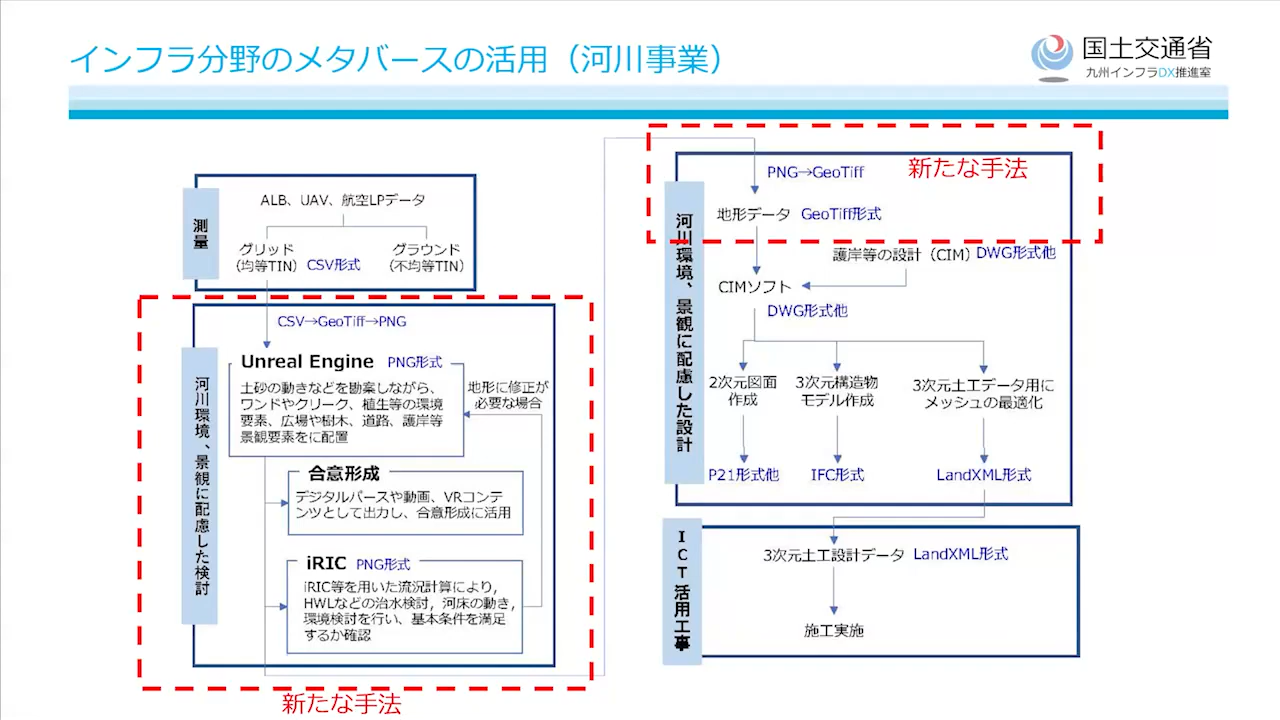 インフラ分野のメタバースの活用（河川事業）
国土交通省
九州インフラDX推進室
測量
ALB、UAV、航空LPデータ
グリッド
（均等TIN）
CSV形式
グラウンド
（不均等TIN）
河川環境、景観に配慮した検討
CSV→GeoTiff→PNG
Unreal Engine PNG形式
土砂の動きなどを勘案しながら、
ワンドやクリーク、植生等の環境
要素、広場や樹木、道路、護岸等
景観要素をに配置
地形に修正が
必要な場合
合意形成
デジタルバースや動画、VRコンテ
ンツとして出力し、合意形成に活用
iRIC PNG形式
iRIC等を用いた流況計算により,
HWLなどの治水検討，河床の動き，
環境検討を行い、基本条件を満足
するか確認
新たな手法
河川環境、景観に配慮した設計
PNG→GeoTiff
新たな手法
地形データ GeoTiff形式
護岸等の設計（CIM） DWG形式他
CIMソフト
DWG形式他
2次元図面
作成
3次元構造物
モデル作成
3次元土工データ用に
メッシュの最適化
P21形式他
IFC形式
LandXML形式
ICT活用工事
3次元土工設計データ LandXML形式
施工実施